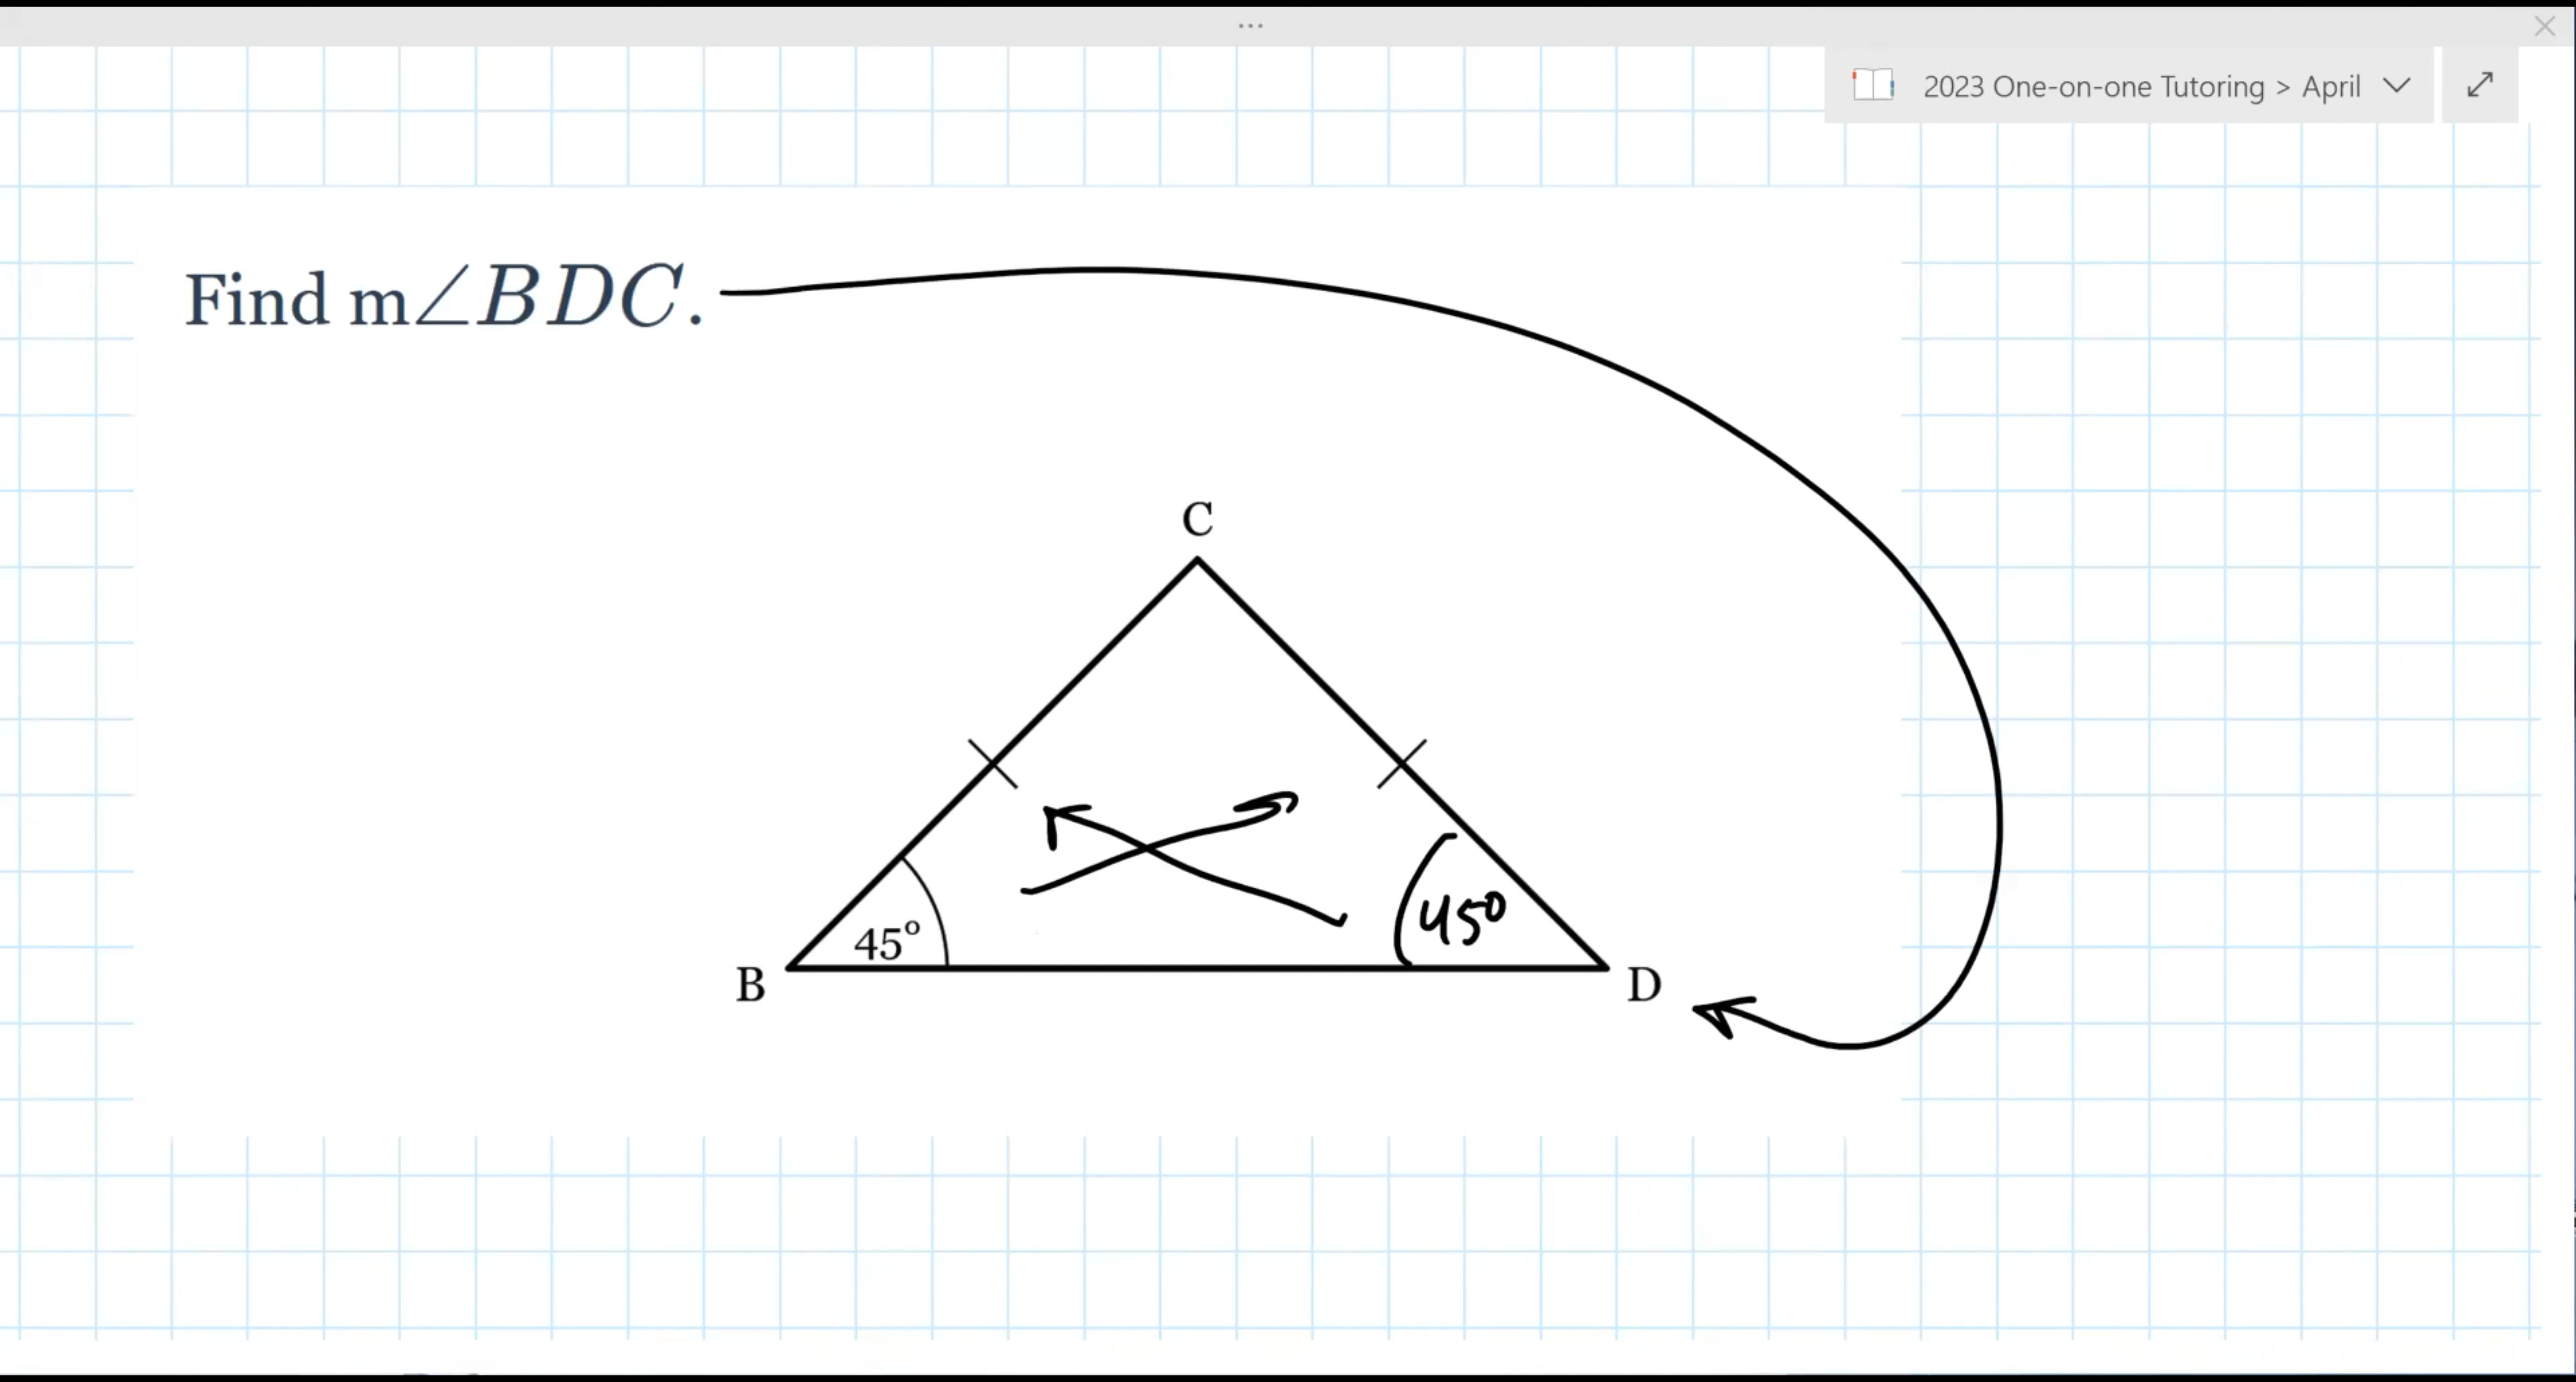 ...
2023 One-on-one Tutoring > April
Find m∠BDC.
C
45°
45°
B
D